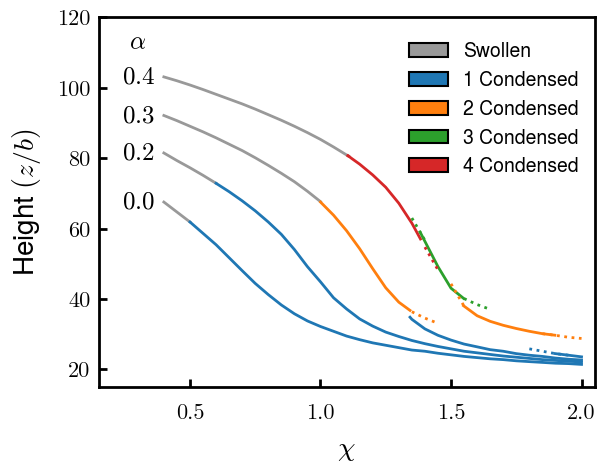 120
100
80
60
40
20
Height (z/b)
α
0.4
0.3
0.2
0.0
Swollen
1 Condensed
2 Condensed
3 Condensed
4 Condensed
0.5
1.0
1.5
2.0
χ